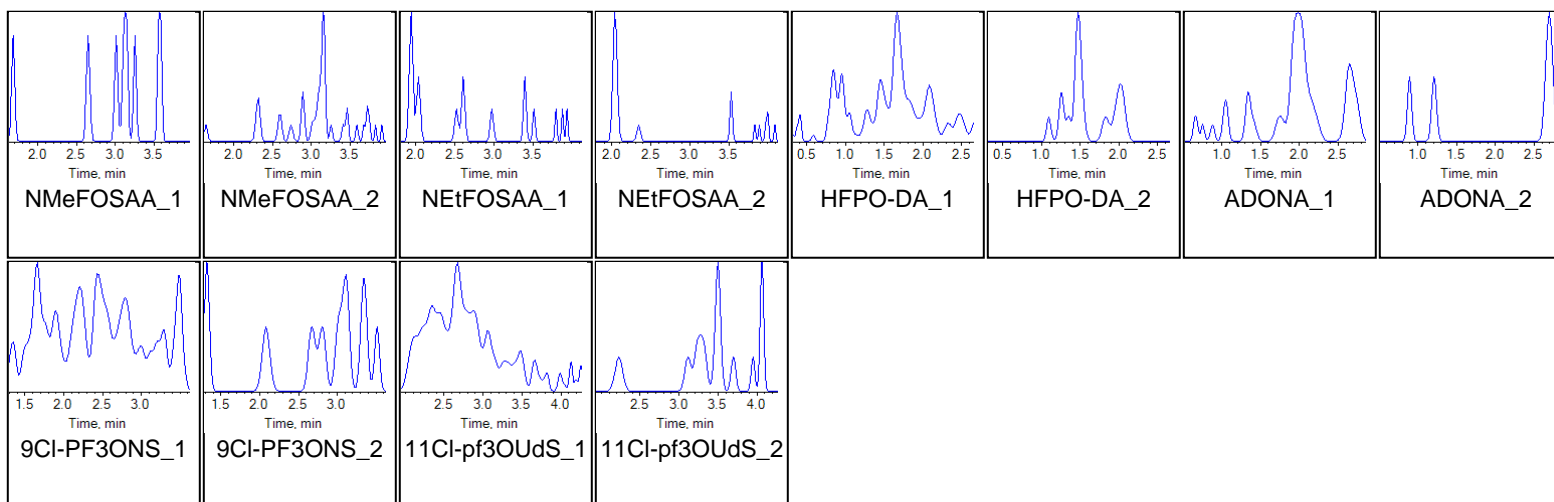 2.0 3.0 3.5
Time, min
NMeFOSAA_1
2.0 2.5 3.0 3.5
Time, min
NMeFOSAA_2
2.0 2.5 3.0 3.5 4.0
Time, min
NEtFOSAA_1
2.0 2.5 3.0 3.5 4.0
Time, min
NEtFOSAA_2
0.5 1.0 1.5 2.0 2.5
Time, min
HFPO-DA_1
0.5 1.0 1.5 2.0 2.5
Time, min
HFPO-DA_2
1.0 1.5 2.0 2.5
Time, min
ADONA_1
1.0 1.5 2.0 2.5
Time, min
ADONA_2
1.5 2.0 2.5 3.0
Time, min
9Cl-PF3ONS_1
1.5 2.0 2.5 3.0
Time, min
9Cl-PF3ONS_2
2.5 3.0 3.5 4.0
Time, min
11Cl-pf3OUdS_1
2.5 3.0 3.5 4.0
Time, min
11Cl-pf3OUdS_2